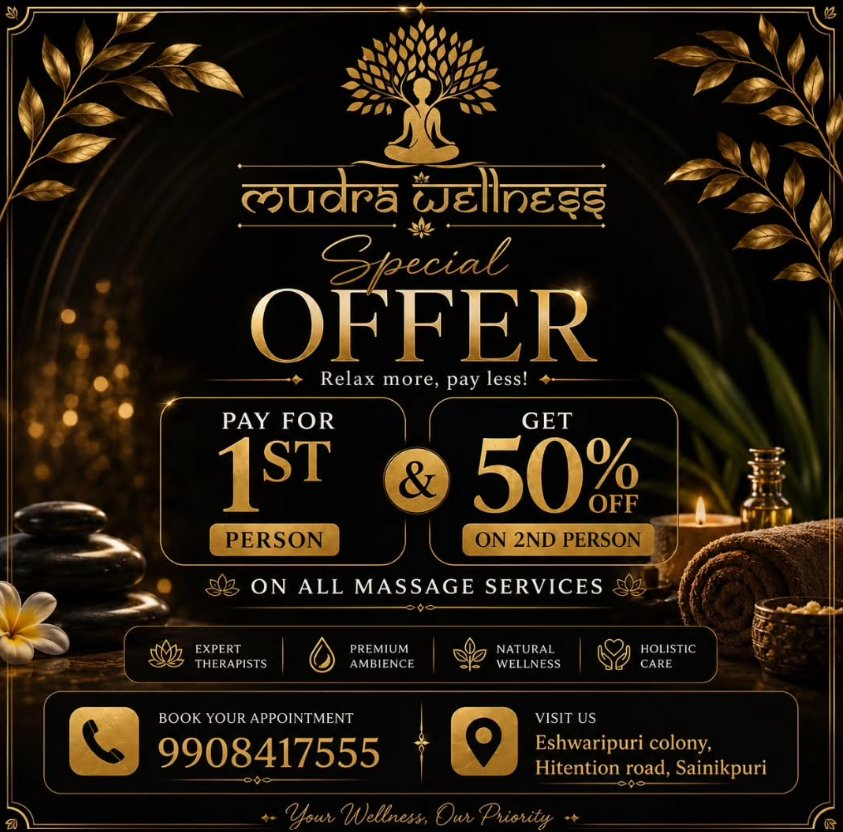 mudra wellness
Special
OFFER
Relax more, pay less!
PAY FOR
1ST
PERSON
&
GET
50%
OFF
ON 2ND PERSON
ON ALL MASSAGE SERVICES
EXPERT
THERAPISTS
PREMIUM
AMBIENCE
NATURAL
WELLNESS
HOLISTIC
CARE
BOOK YOUR APPOINTMENT
9908417555
VISIT US
Eshwaripuri colony,
Hitention road, Sainikpuri
Your Wellness, Our Priority